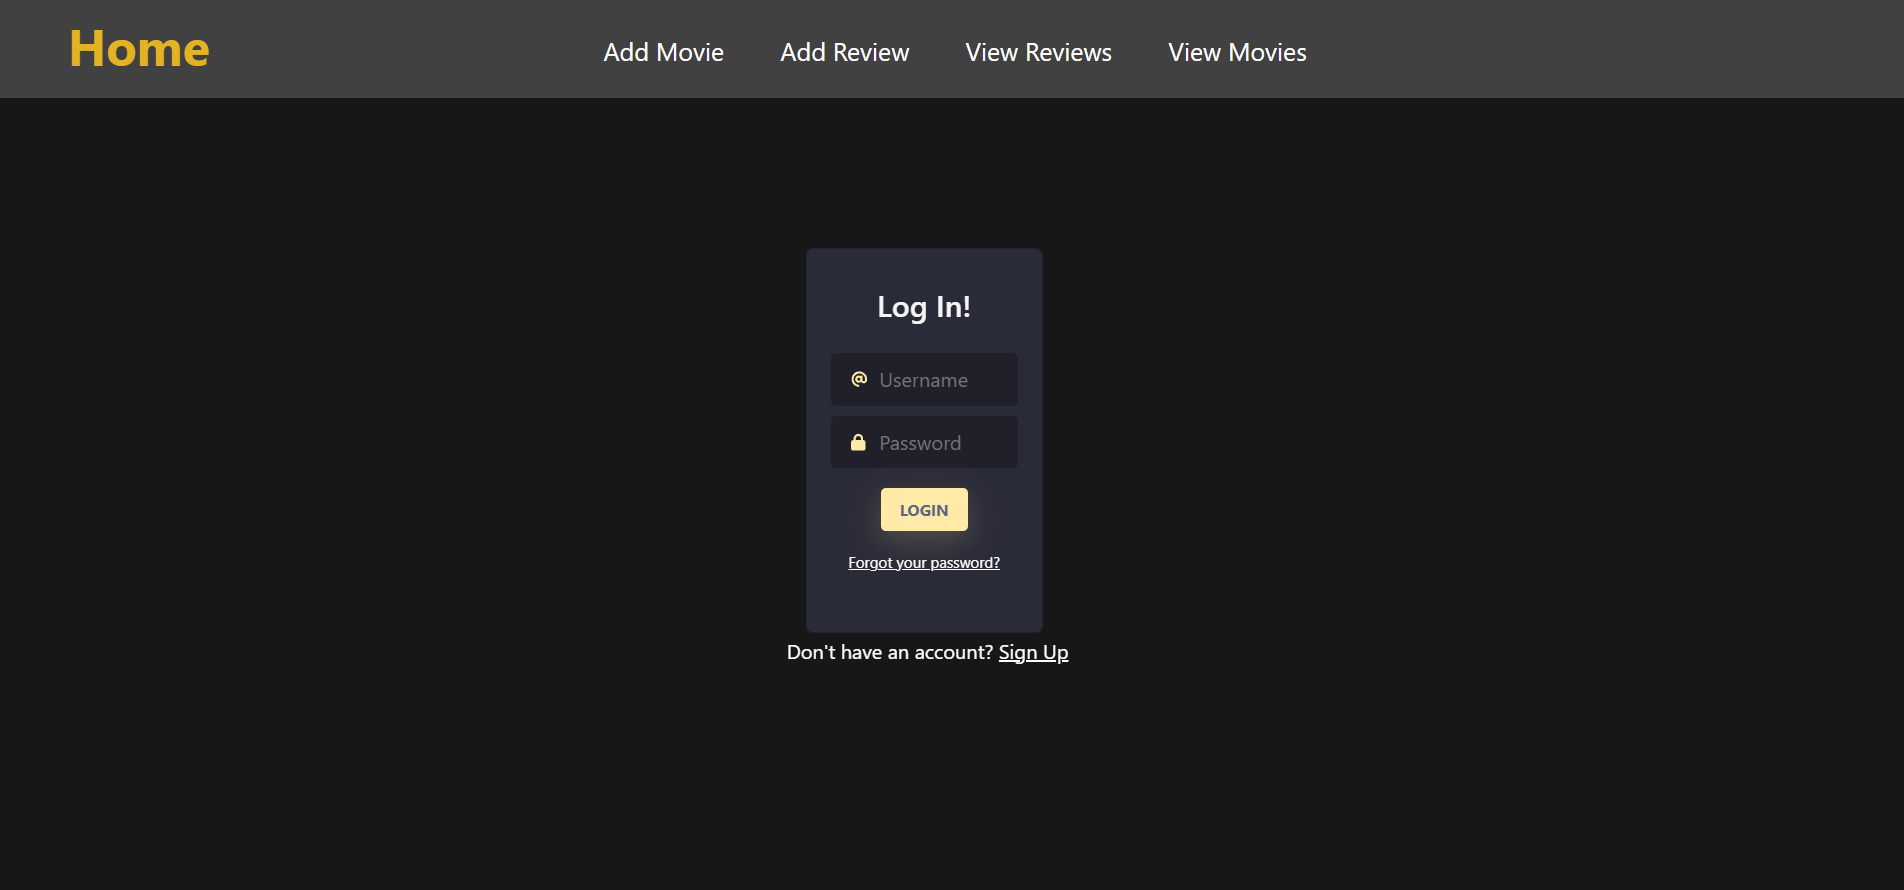 Home
Add Movie Add Review View Reviews View Movies
Log In!
@ Username
Password
LOGIN
Forgot your password?
Don't have an account? Sign Up